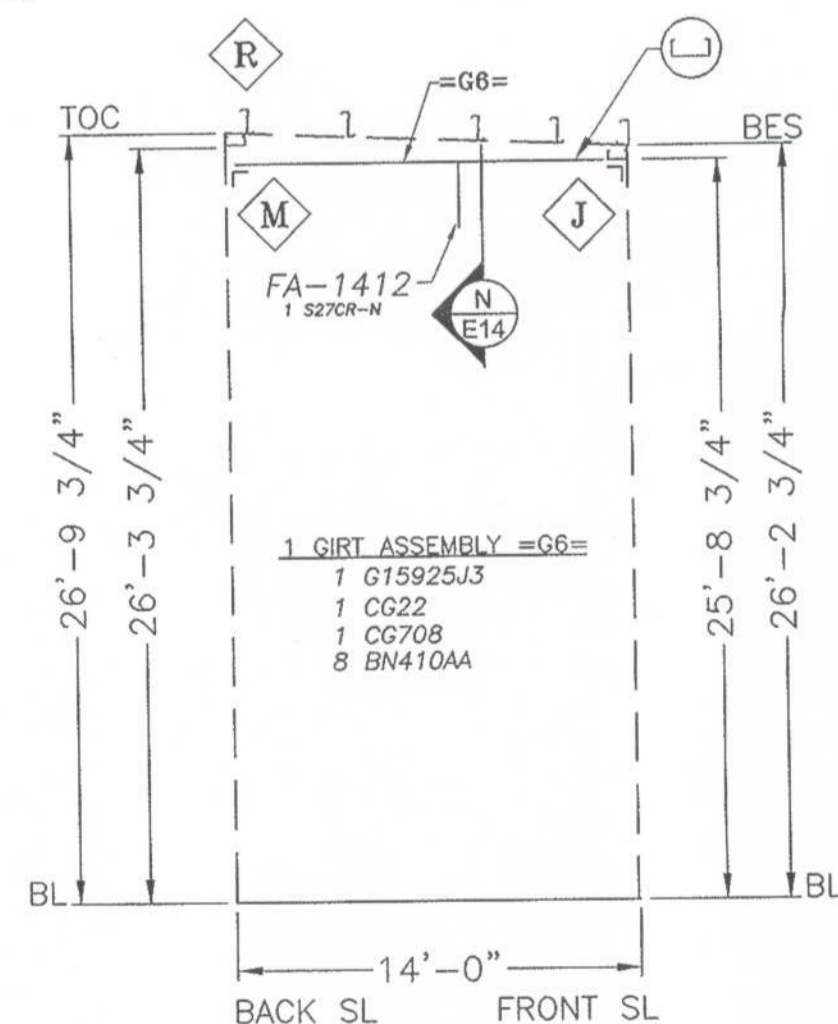 R
=G6=
TOC
BES
M
J
FA-1412
1 S27CR-N
N
E14
26'-9 3/4"
26'-3 3/4"
25'-8 3/4"
26'-2 3/4"
1 GIRT ASSEMBLY =G6=
1 G15925J3
1 CG22
1 CG708
8 BN410AA
BL
BL
14'-0"
BACK SL
FRONT SL